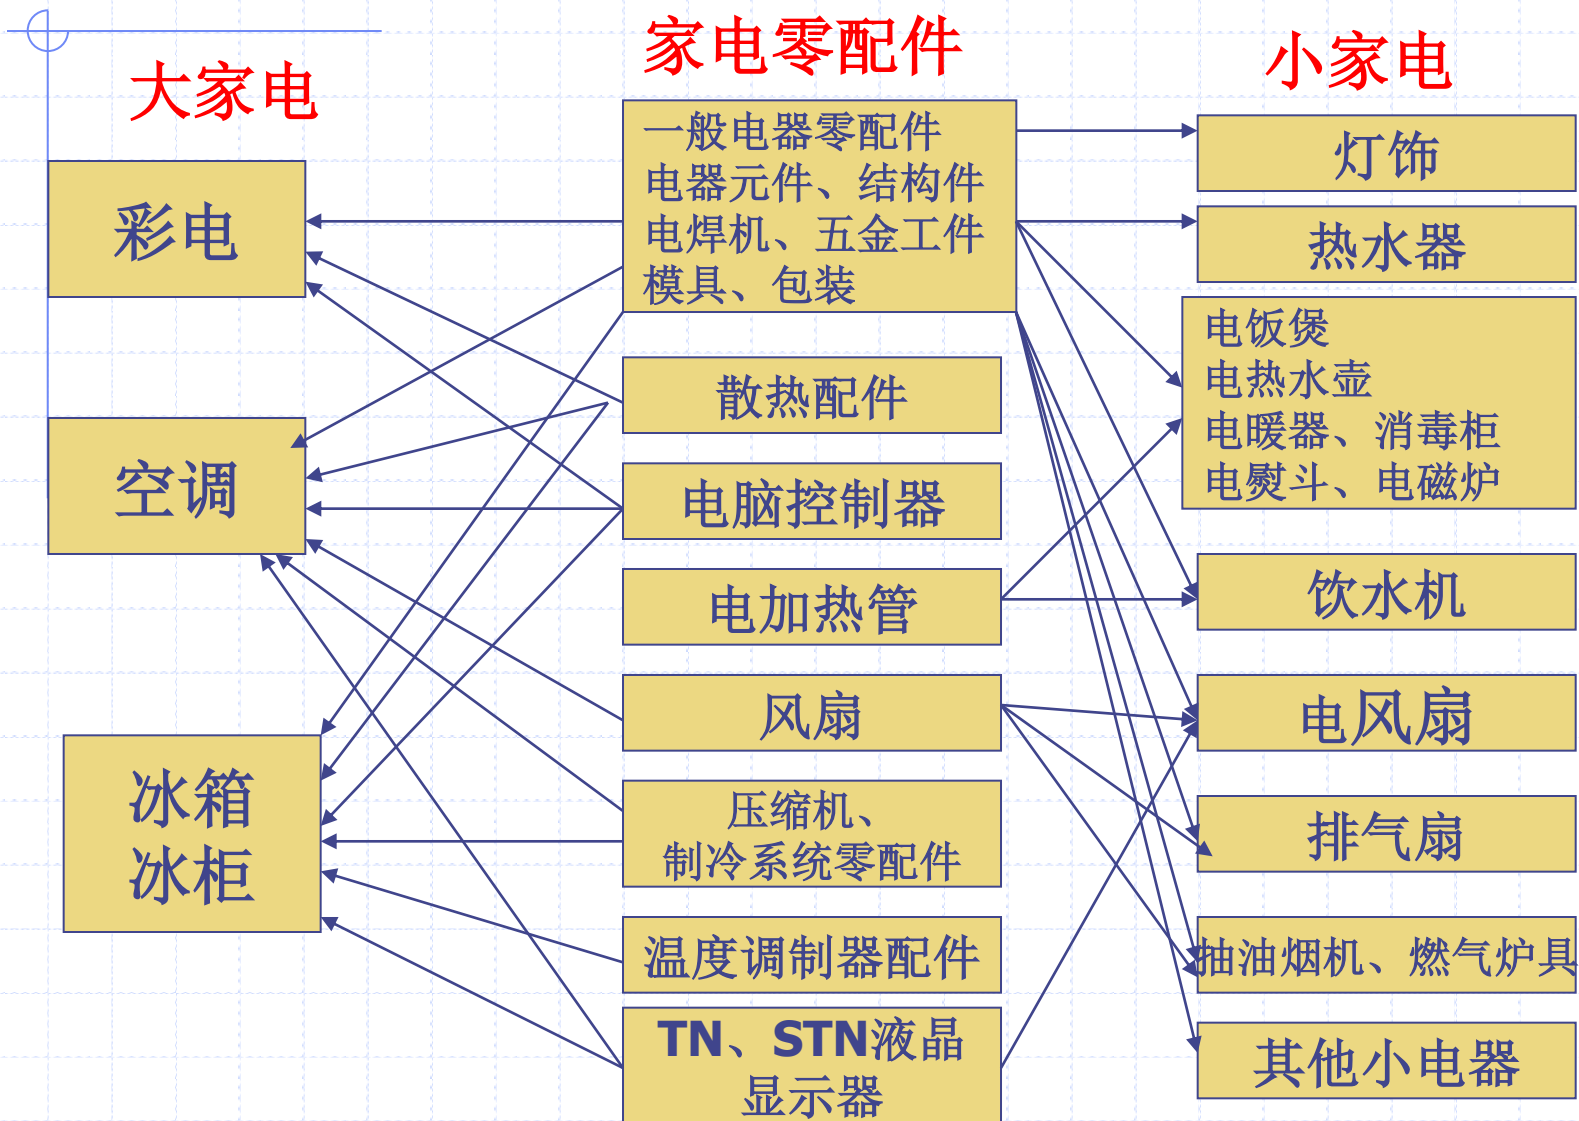 大家电
彩电
空调
冰箱
冰柜
家电零配件
一般电器零配件
电器元件、结构件
电焊机、五金工件
模具、包装
散热配件
电脑控制器
电加热管
风扇
压缩机、
制冷系统零配件
温度调制器配件
TN、STN液晶
显示器
小家电
灯饰
热水器
电饭煲
电热水壶
电暖器、消毒柜
电熨斗、电磁炉
饮水机
电风扇
排气扇
抽油烟机、燃气炉具
其他小电器